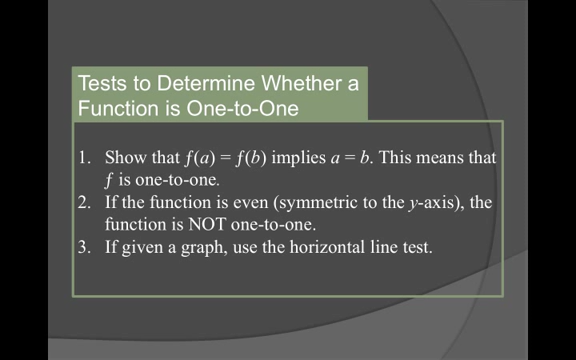 Tests to Determine Whether a
Function is One-to-One
1. Show that f(a) = f(b) implies a = b. This means that
f is one-to-one.
2. If the function is even (symmetric to the y-axis), the
function is NOT one-to-one.
3. If given a graph, use the horizontal line test.